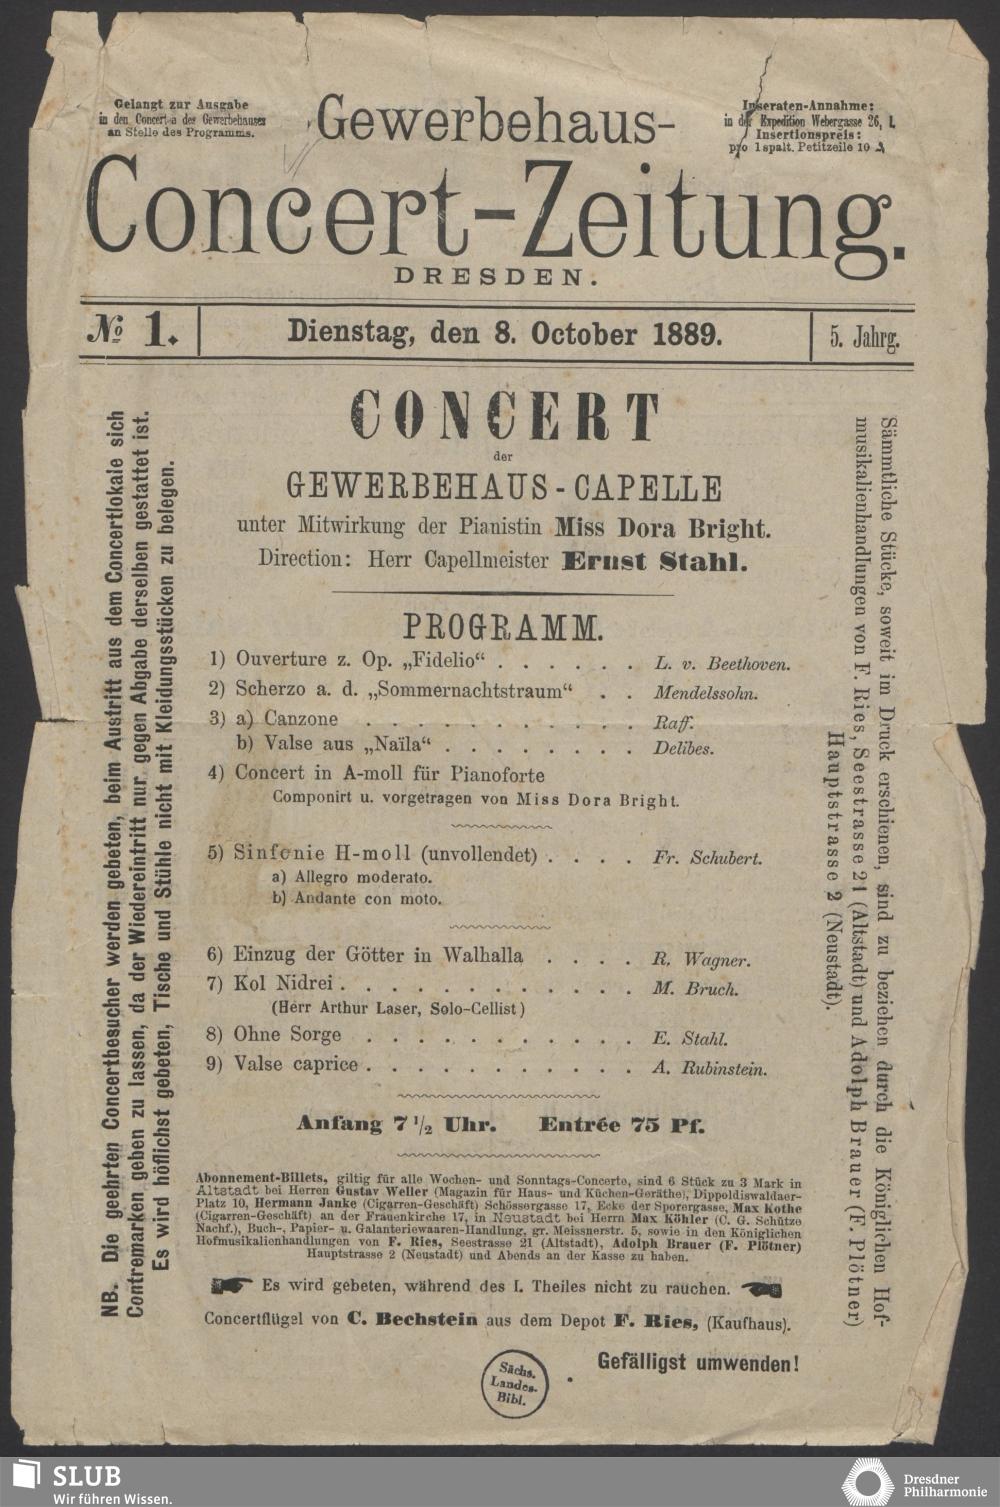 Gelangt zur Ausgabe
in den Concerten des Gewerbehauses
an Stelle des Programms.
Inseraten-Annahme:
in der Expedition Webergasse 26, I.
Insertionspreis:
pro 1 spalt. Petitzeile 10 ₰
Gewerbehaus-
Concert-Zeitung.
DRESDEN.
№ 1.
Dienstag, den 8. October 1889.
5. Jahrg.
NB. Die geehrten Concertbesucher werden gebeten, beim Austritt aus dem Concertlokale sich
Contremarken geben zu lassen, da der Wiedereintritt nur gegen Abgabe derselben gestattet ist.
Es wird höflichst gebeten, Tische und Stühle nicht mit Kleidungsstücken zu belegen.
CONCERT
der
GEWERBEHAUS-CAPELLE
unter Mitwirkung der Pianistin Miss Dora Bright.
Direction: Herr Capellmeister Ernst Stahl.
PROGRAMM.
1) Ouverture z. Op. „Fidelio“ . . . . . . L. v. Beethoven.
2) Scherzo a. d. „Sommernachtstraum“ . . Mendelssohn.
3) a) Canzone . . . . . . . . . . . Raff.
b) Valse aus „Naïla“ . . . . . . . . Delibes.
4) Concert in A-moll für Pianoforte
Componirt u. vorgetragen von Miss Dora Bright.
5) Sinfonie H-moll (unvollendet) . . . . Fr. Schubert.
a) Allegro moderato.
b) Andante con moto.
6) Einzug der Götter in Walhalla . . . . R. Wagner.
7) Kol Nidrei . . . . . . . . . . . . M. Bruch.
(Herr Arthur Laser, Solo-Cellist)
8) Ohne Sorge . . . . . . . . . . . E. Stahl.
9) Valse caprice . . . . . . . . . . . A. Rubinstein.
Anfang 7 1/2 Uhr. Entrée 75 Pf.
Abonnement-Billets, giltig für alle Wochen- und Sonntags-Concerte, sind 6 Stück zu 3 Mark in
Altstadt bei Herren Gustav Weller (Magazin für Haus- und Küchen-Geräthe), Dippoldiswaldaer-
Platz 10, Hermann Janke (Cigarren-Geschäft) Schössergasse 17, Ecke der Sporergasse, Max Kothe
(Cigarren-Geschäft) an der Frauenkirche 17, in Neustadt bei Herrn Max Köhler (C. G. Schütze
Nachf.), Buch-, Papier- u. Galanteriewaaren-Handlung, gr. Meissnerstr. 5, sowie in den Königlichen
Hofmusikalienhandlungen von F. Ries, Seestrasse 21 (Altstadt), Adolph Brauer (F. Plötner)
Hauptstrasse 2 (Neustadt) und Abends an der Kasse zu haben.
Es wird gebeten, während des I. Theiles nicht zu rauchen.
Concertflügel von C. Bechstein aus dem Depot F. Ries, (Kaufhaus).
Gefälligst umwenden!
Sämmtliche Stücke, soweit im Druck erschienen, sind zu beziehen durch die Königlichen Hof-
musikalienhandlungen von F. Ries, Seestrasse 21 (Altstadt) und Adolph Brauer (F. Plötner)
Hauptstrasse 2 (Neustadt).
Sächs.
Landes-
Bibl.
SLUB
Wir führen Wissen.
Dresdner
Philharmonie